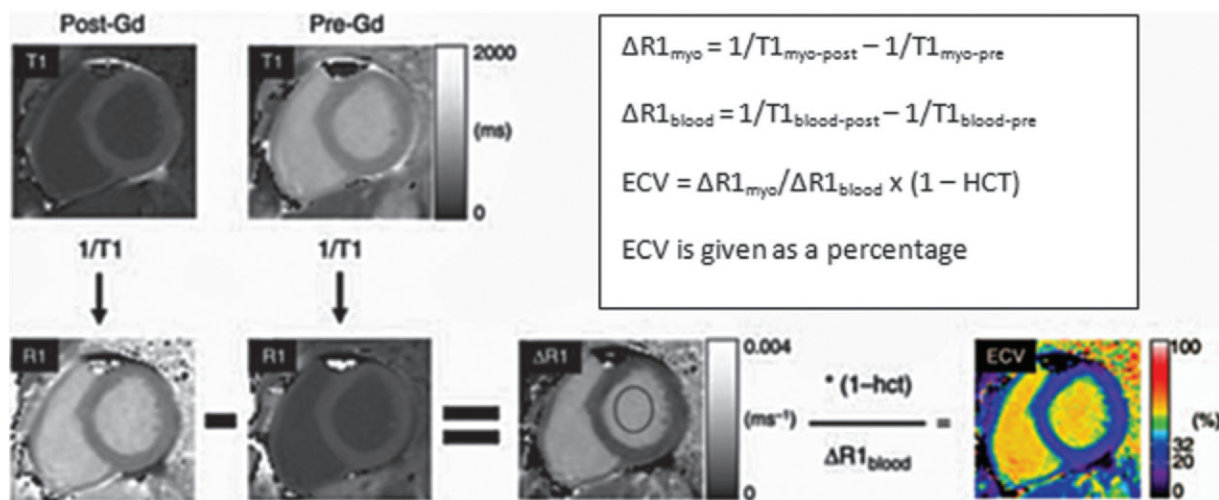 Post-Gd
Pre-Gd
T1
T1
2000
(ms)
0
ΔR1myo = 1/T1myo-post – 1/T1myo-pre
ΔR1blood = 1/T1blood-post – 1/T1blood-pre
ECV = ΔR1myo/ΔR1blood x (1 – HCT)
ECV is given as a percentage
1/T1
1/T1
R1
R1
ΔR1
0.004
(ms⁻¹)
0
* (1–hct)
ΔR1blood
=
ECV
100
(%)
32
20
0